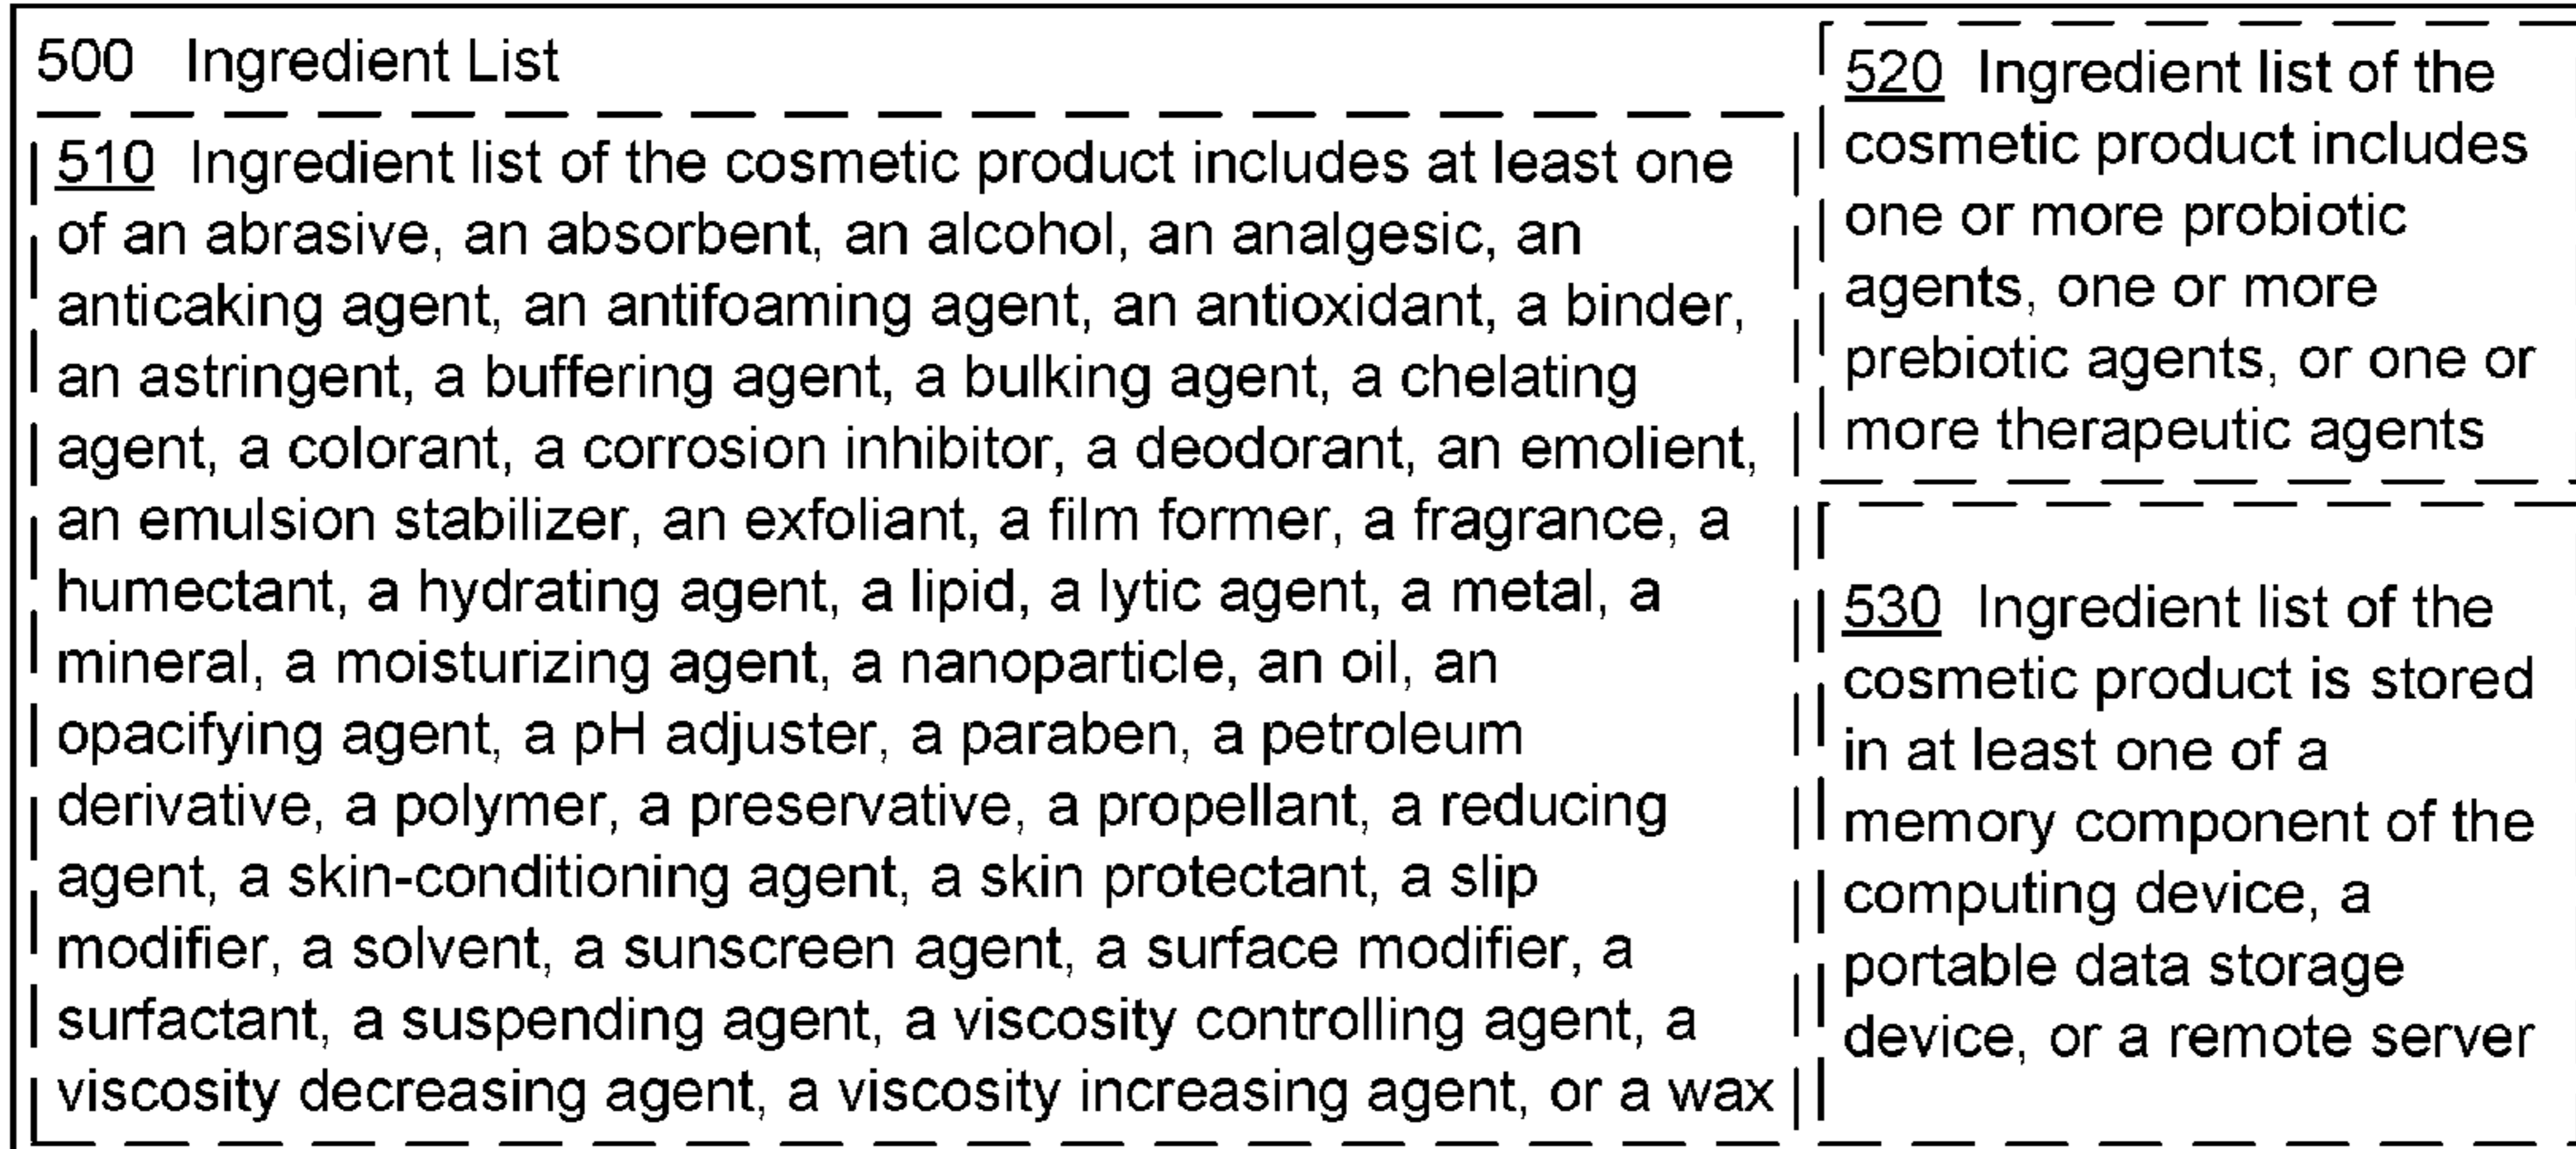 500 Ingredient List
510 Ingredient list of the cosmetic product includes at least one
of an abrasive, an absorbent, an alcohol, an analgesic, an
anticaking agent, an antifoaming agent, an antioxidant, a binder,
an astringent, a buffering agent, a bulking agent, a chelating
agent, a colorant, a corrosion inhibitor, a deodorant, an emolient,
an emulsion stabilizer, an exfoliant, a film former, a fragrance, a
humectant, a hydrating agent, a lipid, a lytic agent, a metal, a
mineral, a moisturizing agent, a nanoparticle, an oil, an
opacifying agent, a pH adjuster, a paraben, a petroleum
derivative, a polymer, a preservative, a propellant, a reducing
agent, a skin-conditioning agent, a skin protectant, a slip
modifier, a solvent, a sunscreen agent, a surface modifier, a
surfactant, a suspending agent, a viscosity controlling agent, a
viscosity decreasing agent, a viscosity increasing agent, or a wax
520 Ingredient list of the
cosmetic product includes
one or more probiotic
agents, one or more
prebiotic agents, or one or
more therapeutic agents
530 Ingredient list of the
cosmetic product is stored
in at least one of a
memory component of the
computing device, a
portable data storage
device, or a remote server